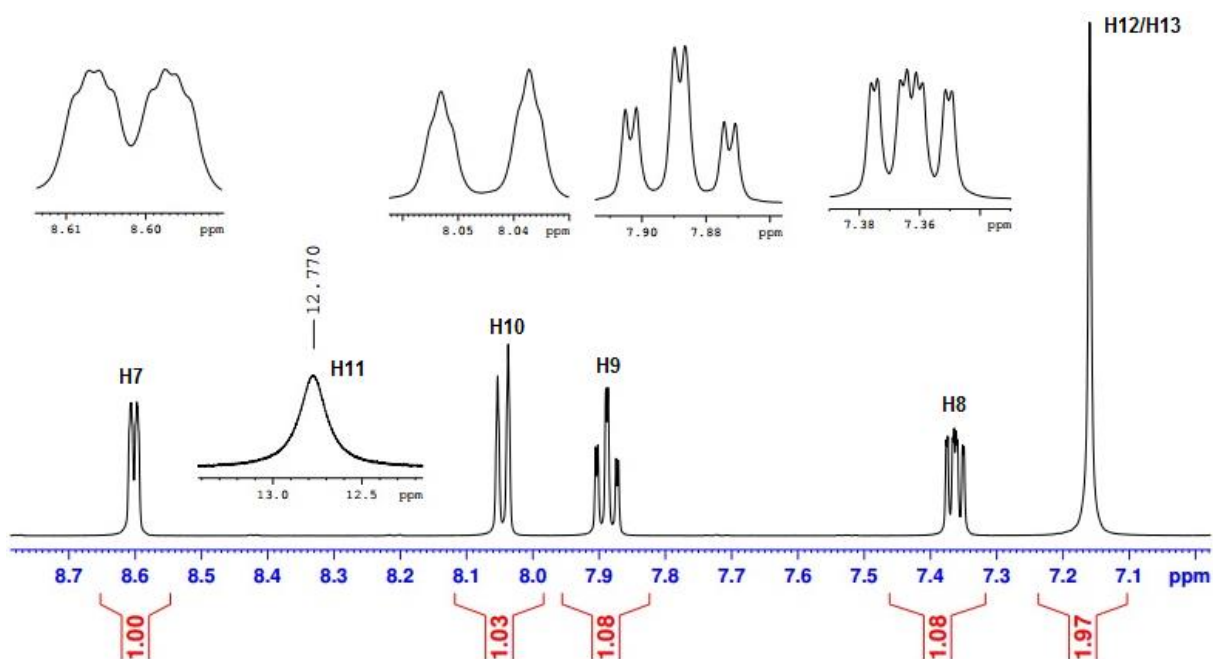 H12/H13
8.61 8.60 ppm
8.05 8.04 ppm
7.90 7.88 ppm
7.38 7.36 ppm
12.770
H7
H11
H10
H9
H8
13.0 12.5 ppm
8.7 8.6 8.5 8.4 8.3 8.2 8.1 8.0 7.9 7.8 7.7 7.6 7.5 7.4 7.3 7.2 7.1 ppm
1.00 1.03 1.08 1.08 1.97